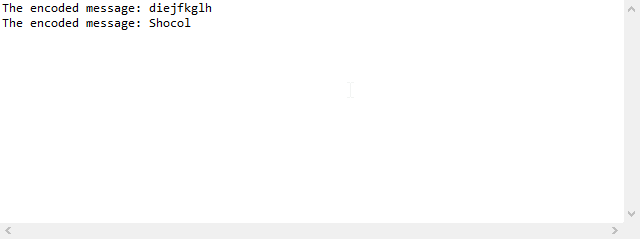 The encoded message: diejfkglh
The encoded message: Shocol